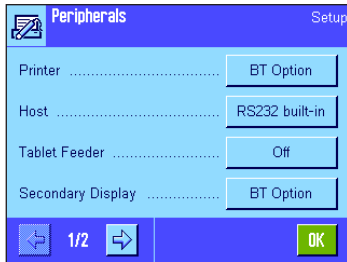 Peripherals
Setup
Printer .................................... BT Option
Host ....................................... RS232 built-in
Tablet Feeder .......................... Off
Secondary Display ................. BT Option
1/2
OK